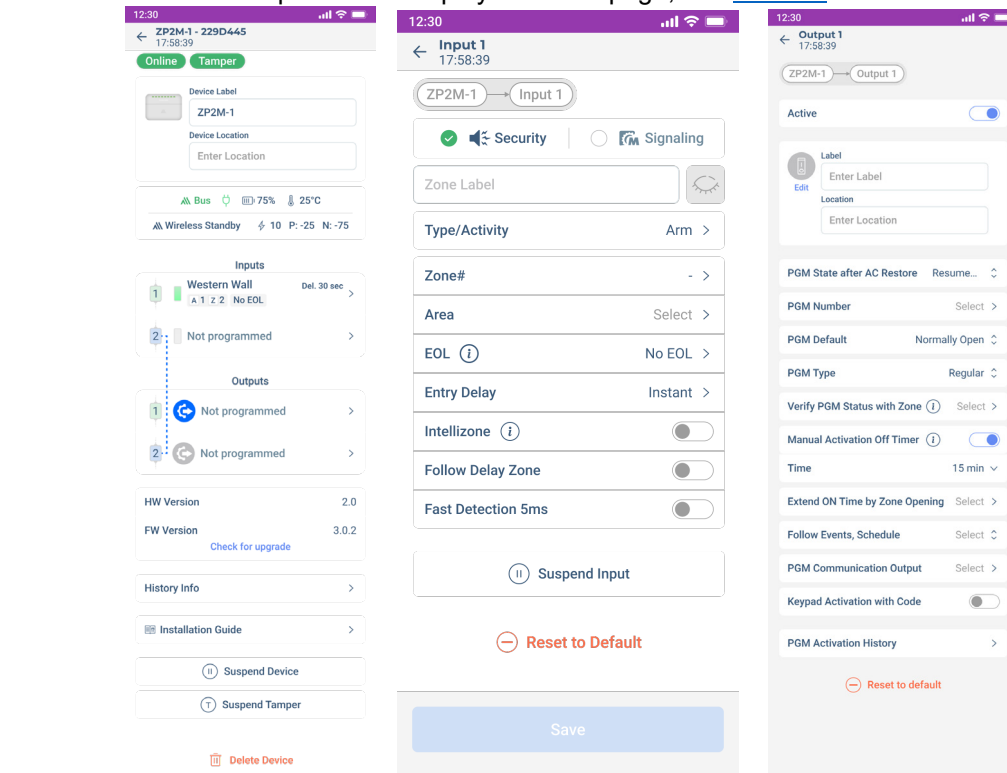 12:30
ZP2M-1 - 229D445
17:58:39
Online Tamper
Device Label
ZP2M-1
Device Location
Enter Location
Bus 75% 25°C
Wireless Standby 10 P: -25 N: -75
Inputs
1 Western Wall Del. 30 sec
A 1 Z 2 No EOL
2 Not programmed
Outputs
1 Not programmed
2 Not programmed
HW Version 2.0
FW Version 3.0.2
Check for upgrade
History Info
Installation Guide
Suspend Device
T Suspend Tamper
Delete Device
12:30
Input 1
17:58:39
ZP2M-1 Input 1
Security Signaling
Zone Label
Type/Activity Arm
Zone# -
Area Select
EOL i No EOL
Entry Delay Instant
Intellizone i
Follow Delay Zone
Fast Detection 5ms
Suspend Input
Reset to Default
Save
12:30
Output 1
17:58:39
ZP2M-1 Output 1
Active
Label
Enter Label
Edit
Location
Enter Location
PGM State after AC Restore Resume...
PGM Number Select
PGM Default Normally Open
PGM Type Regular
Verify PGM Status with Zone i Select
Manual Activation Off Timer i
Time 15 min
Extend ON Time by Zone Opening Select
Follow Events, Schedule Select
PGM Communication Output Select
Keypad Activation with Code
PGM Activation History
Reset to default